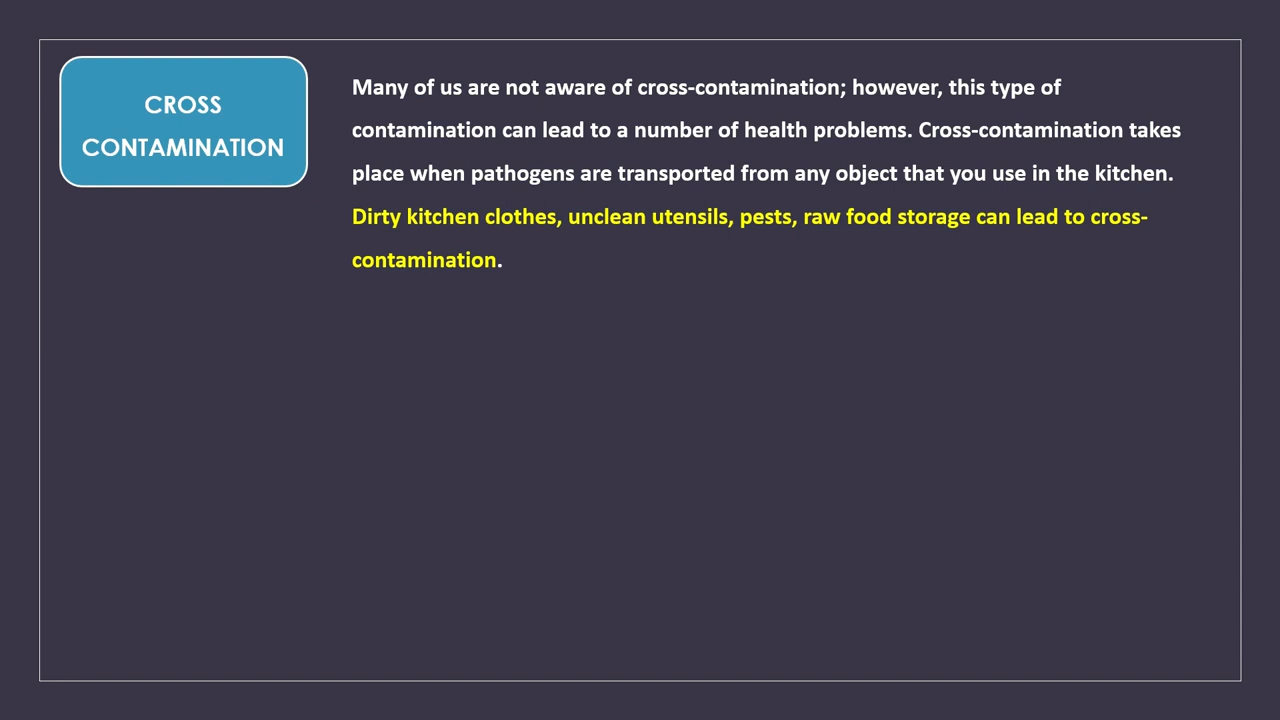 CROSS
CONTAMINATION
Many of us are not aware of cross-contamination; however, this type of
contamination can lead to a number of health problems. Cross-contamination takes
place when pathogens are transported from any object that you use in the kitchen.
Dirty kitchen clothes, unclean utensils, pests, raw food storage can lead to cross-
contamination.